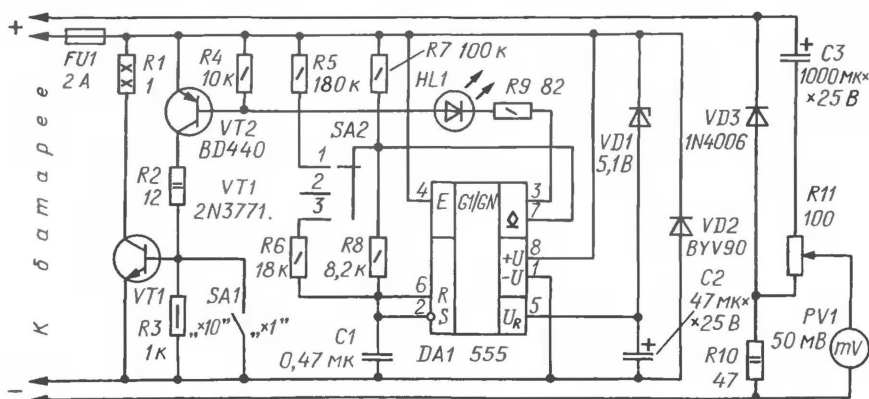 +
FU1
2 А
R1
1
R4
10 к
R5
180 к
R7 100 к
HL1
R9 82
C3
1000 мк×
×25 В
VD1
5,1 В
VD3
1N4006
VT2
BD440
SA2
1
2
3
R2
12
VT1
2N3771.
R6
18 к
R8
8,2 к
4
E
G1/GN
3
7
8
+U
-U
1
6
R
2
S
UR
5
DA1 555
VD2
BYV90
C2
47 мк×
×25 В
R11
100
PV1
50 мВ
mV
VT1
R3
1 к
SA1
„×10”
„×1”
C1
0,47 мк
R10
47
К батарее
–